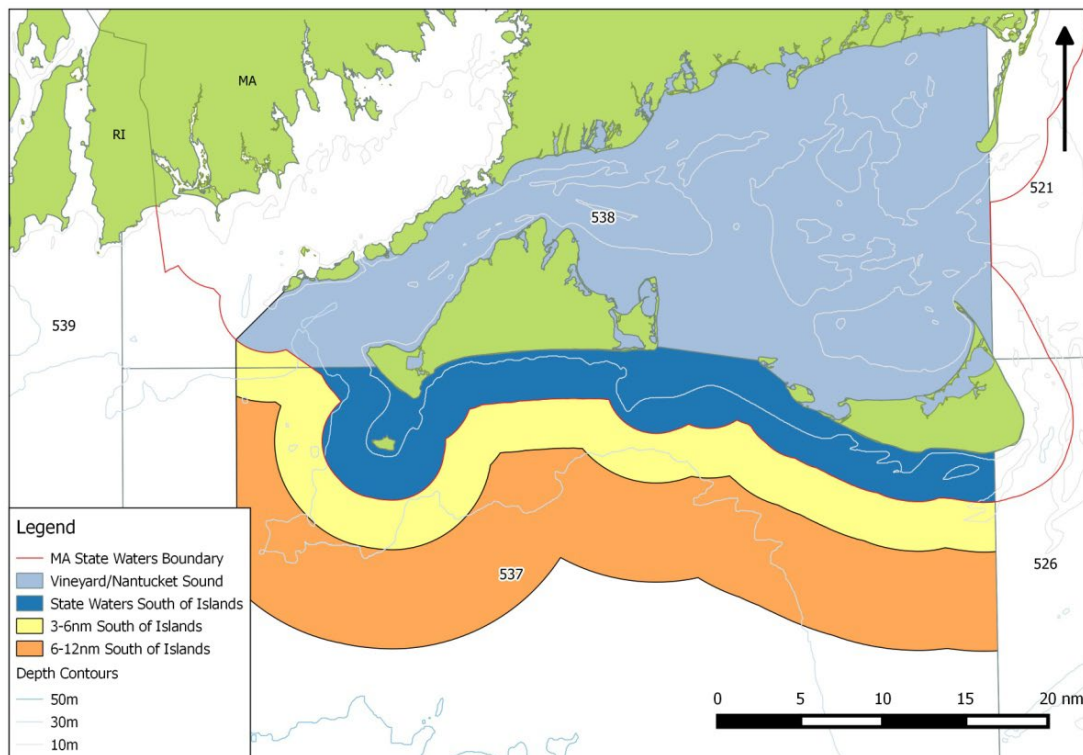 MA
RI
521
538
539
526
537
Legend
MA State Waters Boundary
Vineyard/Nantucket Sound
State Waters South of Islands
3-6nm South of Islands
6-12nm South of Islands
Depth Contours
50m
30m
10m
0 5 10 15 20 nm